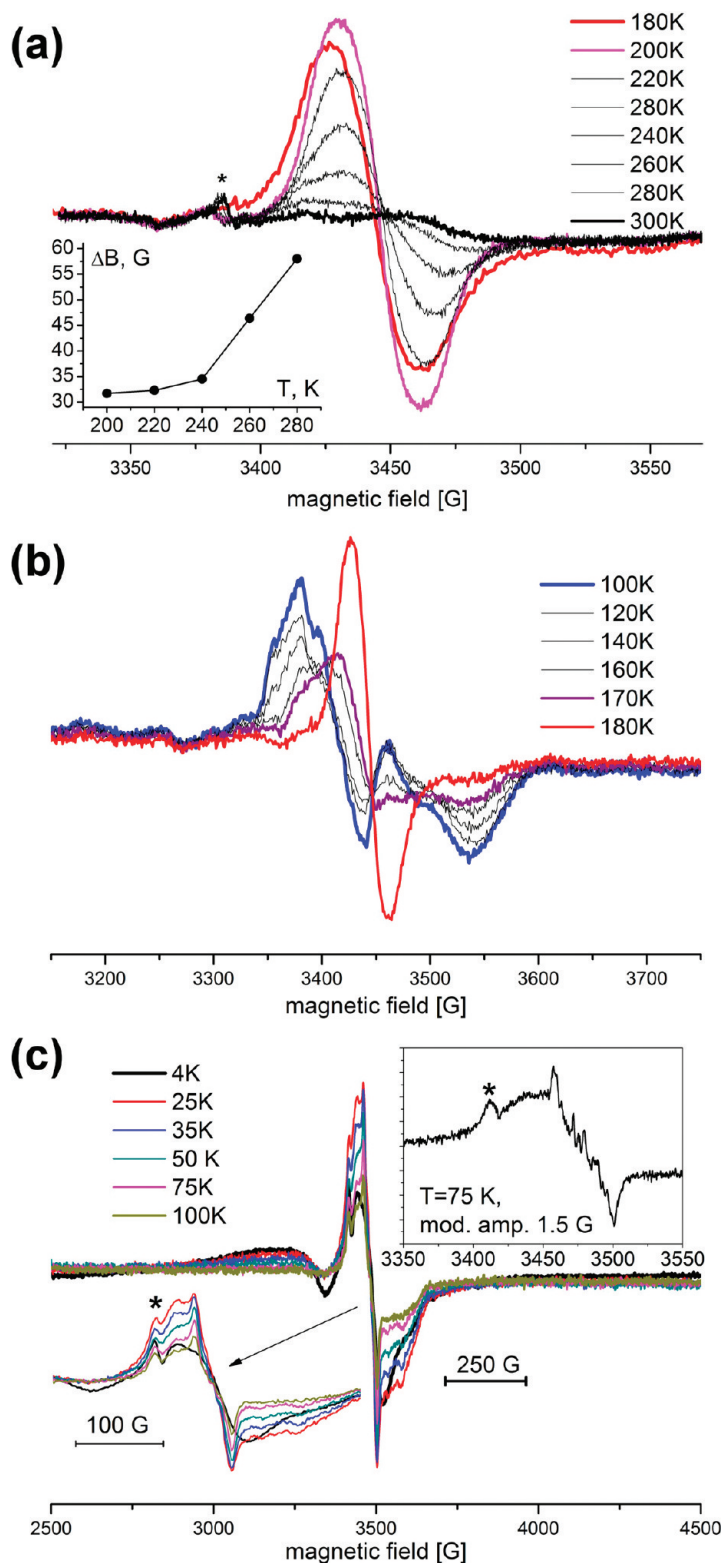 (a)
180K
200K
220K
280K
240K
260K
280K
300K
*
60
55
50
45
40
35
30
ΔB, G
T, K
200 220 240 260 280
3350 3400 3450 3500 3550
magnetic field [G]
(b)
100K
120K
140K
160K
170K
180K
3200 3300 3400 3500 3600 3700
magnetic field [G]
(c)
4K
25K
35K
50 K
75K
100K
*
T=75 K,
mod. amp. 1.5 G
3350 3400 3450 3500 3550
*
250 G
100 G
2500 3000 3500 4000 4500
magnetic field [G]